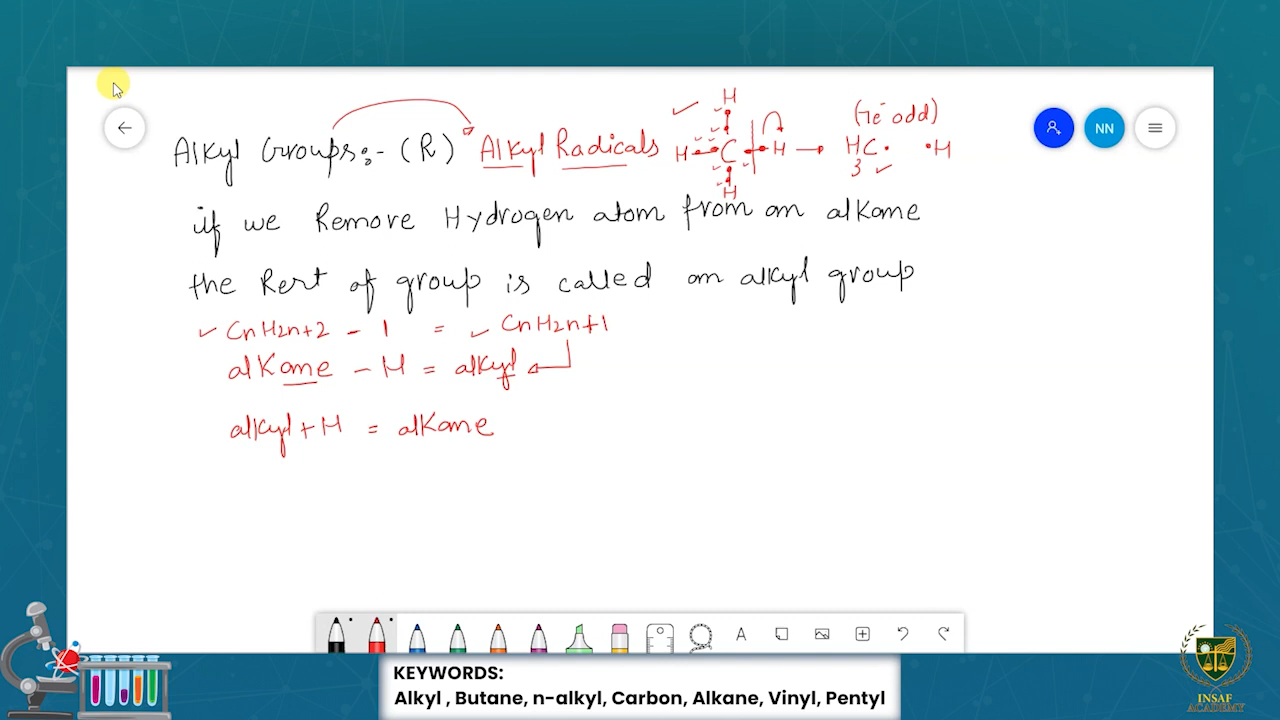 Alkyl Groups:- (R) Alkyl Radicals
H
H C H → H3C• •H
H
(7e⁻ odd)
if we Remove Hydrogen atom from an alkane
the Rest of group is called an alkyl group
CnH2n+2 - 1 = CnH2n+1
alKane - H = alkyl
alkyl + H = alKane
NN
A
KEYWORDS:
Alkyl , Butane, n-alkyl, Carbon, Alkane, Vinyl, Pentyl
INSAF
ACADEMY